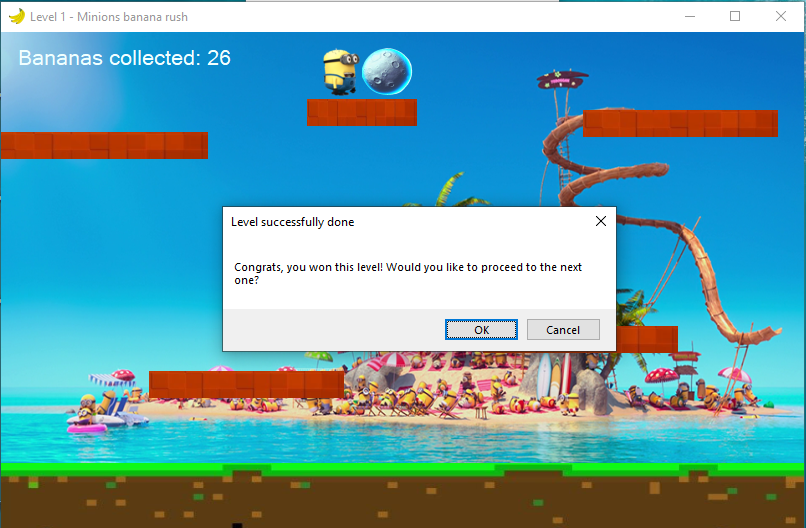 Level 1 - Minions banana rush
Bananas collected: 26
Level successfully done
Congrats, you won this level! Would you like to proceed to the next
one?
OK
Cancel